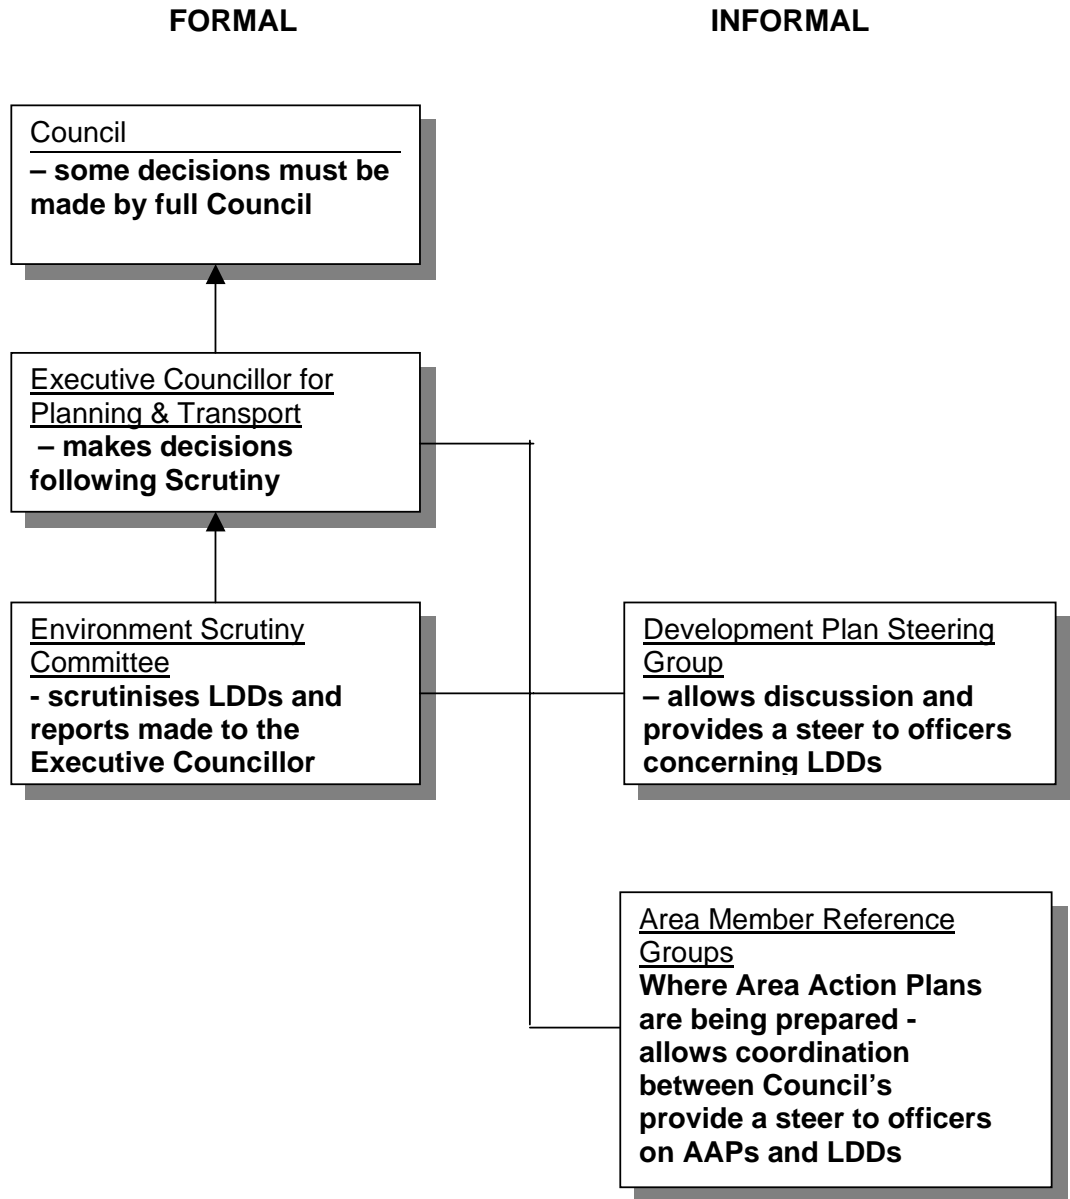 FORMAL
INFORMAL
Council
– some decisions must be
made by full Council
Executive Councillor for
Planning & Transport
– makes decisions
following Scrutiny
Environment Scrutiny
Committee
- scrutinises LDDs and
reports made to the
Executive Councillor
Development Plan Steering
Group
– allows discussion and
provides a steer to officers
concerning LDDs
Area Member Reference
Groups
Where Area Action Plans
are being prepared -
allows coordination
between Council’s
provide a steer to officers
on AAPs and LDDs